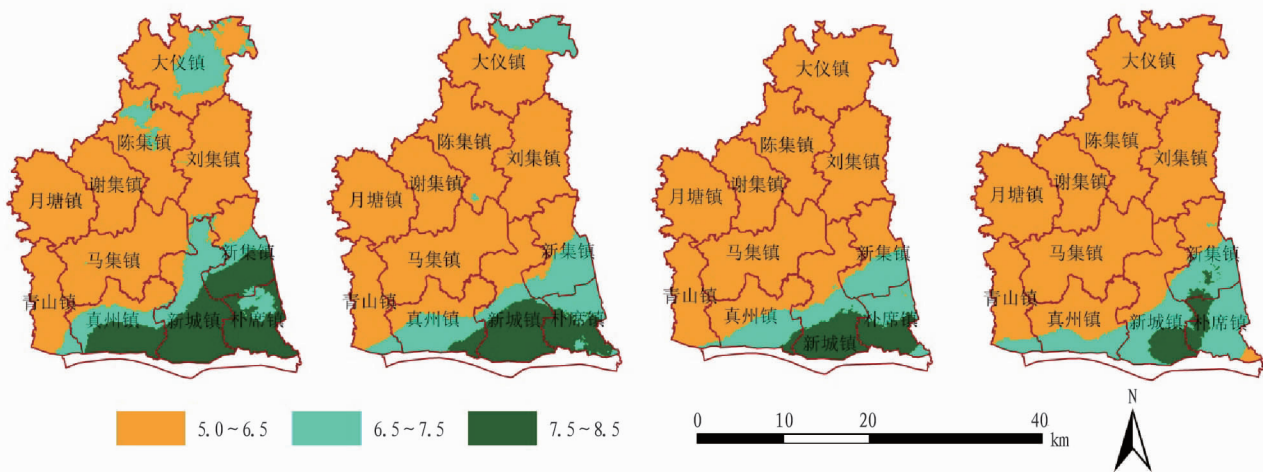 大仪镇
陈集镇
刘集镇
谢集镇
月塘镇
马集镇
新集镇
青山镇
真州镇
新城镇
朴席镇
大仪镇
陈集镇
刘集镇
谢集镇
月塘镇
马集镇
新集镇
青山镇
真州镇
新城镇
朴席镇
大仪镇
陈集镇
刘集镇
谢集镇
月塘镇
马集镇
新集镇
青山镇
真州镇
新城镇
朴席镇
大仪镇
陈集镇
刘集镇
谢集镇
月塘镇
马集镇
新集镇
青山镇
真州镇
新城镇
朴席镇
5.0~6.5
6.5~7.5
7.5~8.5
0 10 20 40
km
N